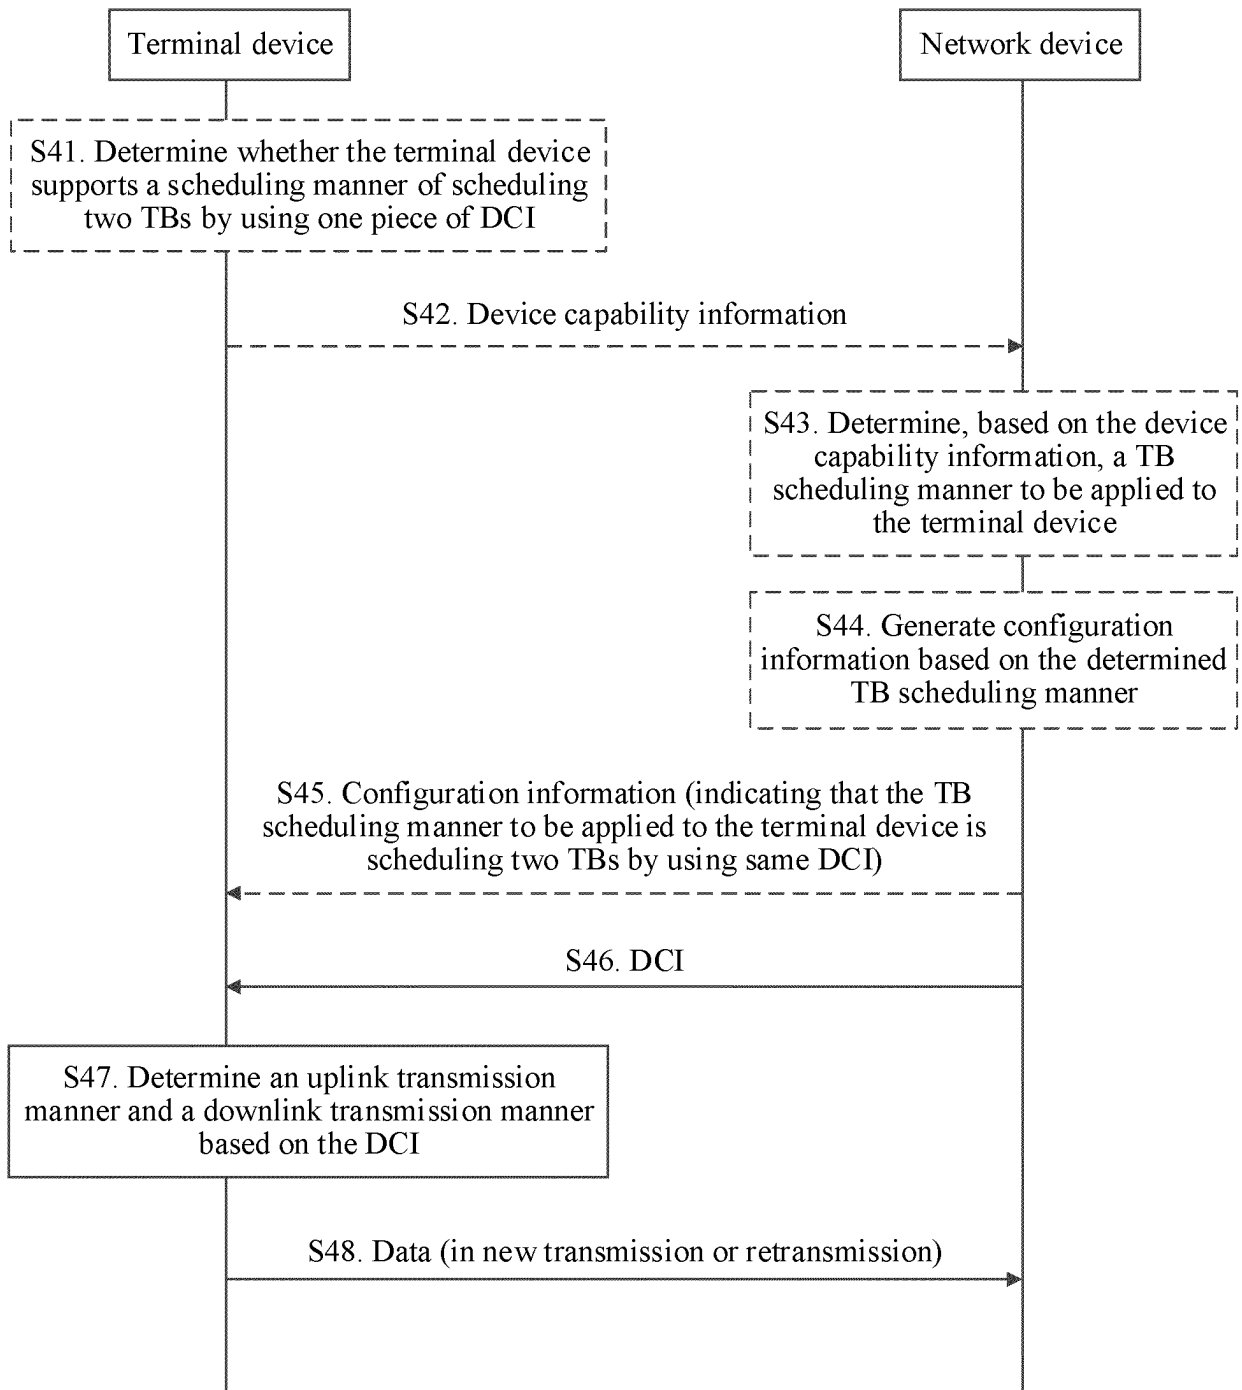 Terminal device
Network device
S41. Determine whether the terminal device
supports a scheduling manner of scheduling
two TBs by using one piece of DCI
S42. Device capability information
S43. Determine, based on the device
capability information, a TB
scheduling manner to be applied to
the terminal device
S44. Generate configuration
information based on the determined
TB scheduling manner
S45. Configuration information (indicating that the TB
scheduling manner to be applied to the terminal device is
scheduling two TBs by using same DCI)
S46. DCI
S47. Determine an uplink transmission
manner and a downlink transmission manner
based on the DCI
S48. Data (in new transmission or retransmission)